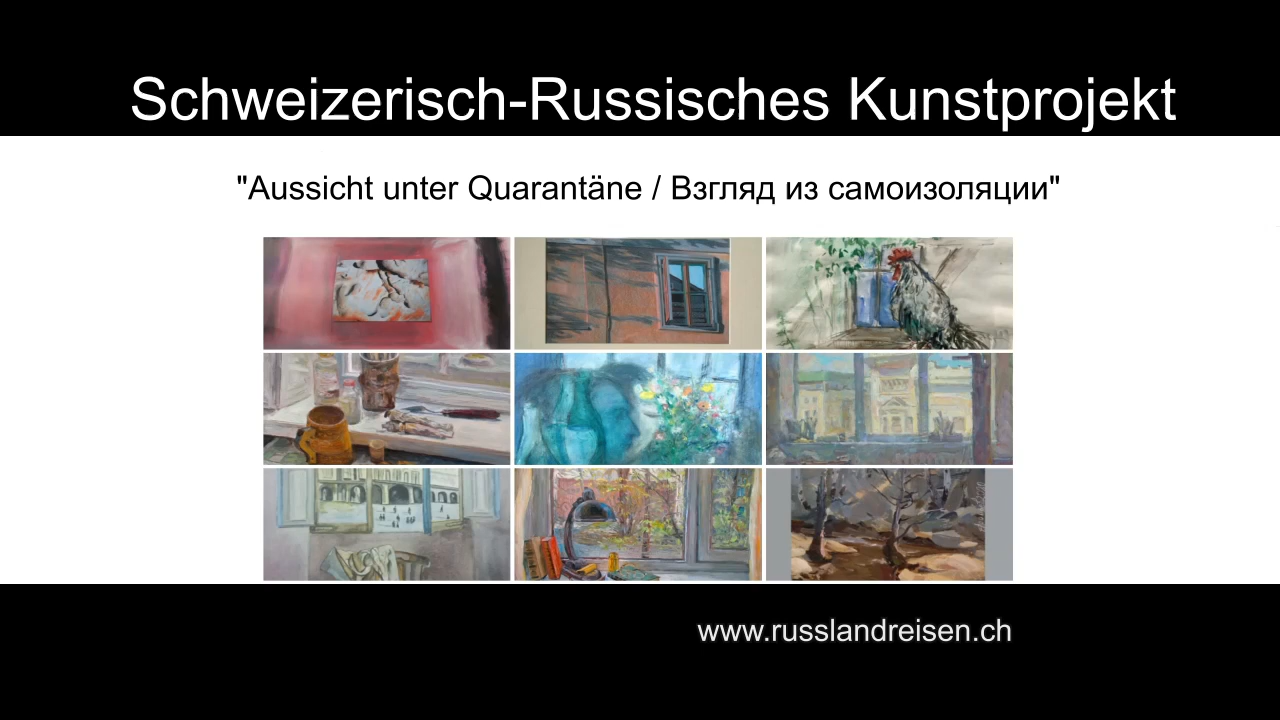 Schweizerisch-Russisches Kunstprojekt
"Aussicht unter Quarantäne / Взгляд из самоизоляции"
www.russlandreisen.ch